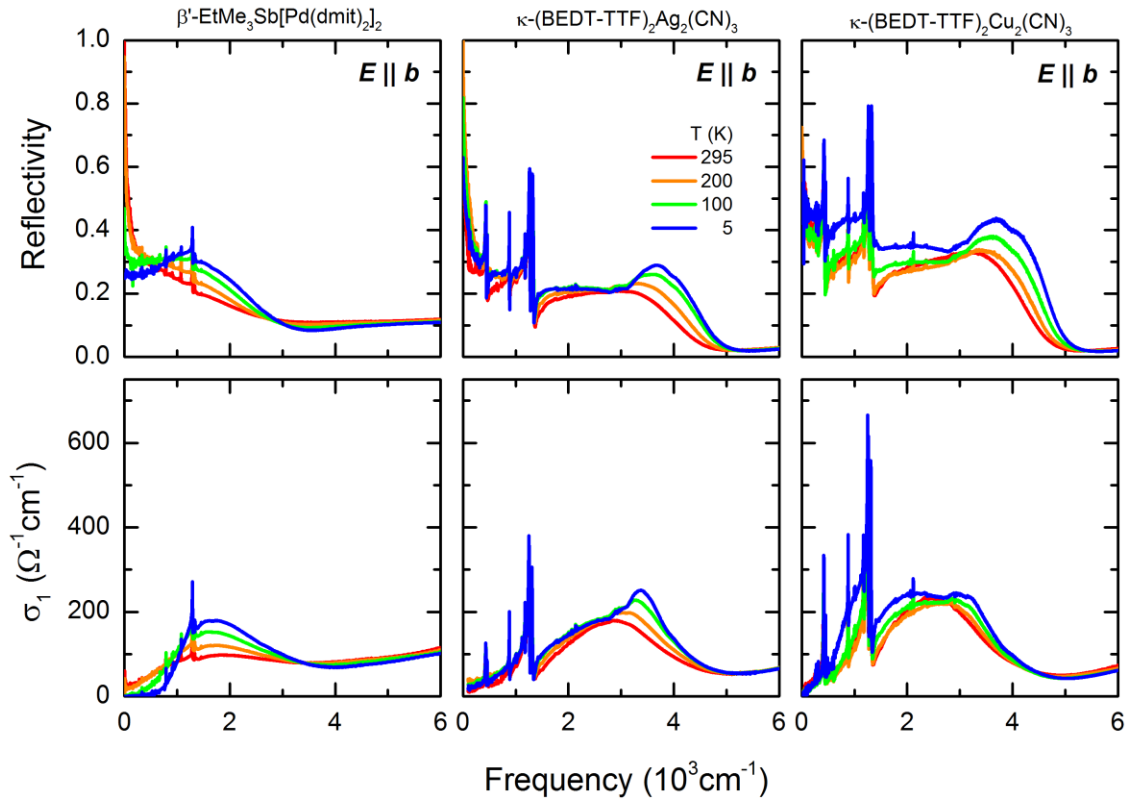 β'-EtMe₃Sb[Pd(dmit)₂]₂ κ-(BEDT-TTF)₂Ag₂(CN)₃ κ-(BEDT-TTF)₂Cu₂(CN)₃
Reflectivity
1.0
0.8
0.6
0.4
0.2
0.0
E || b
E || b
T (K)
295
200
100
5
E || b
σ₁ (Ω⁻¹cm⁻¹)
600
400
200
0
0 2 4 6
0 2 4 6
0 2 4 6
Frequency (10³cm⁻¹)